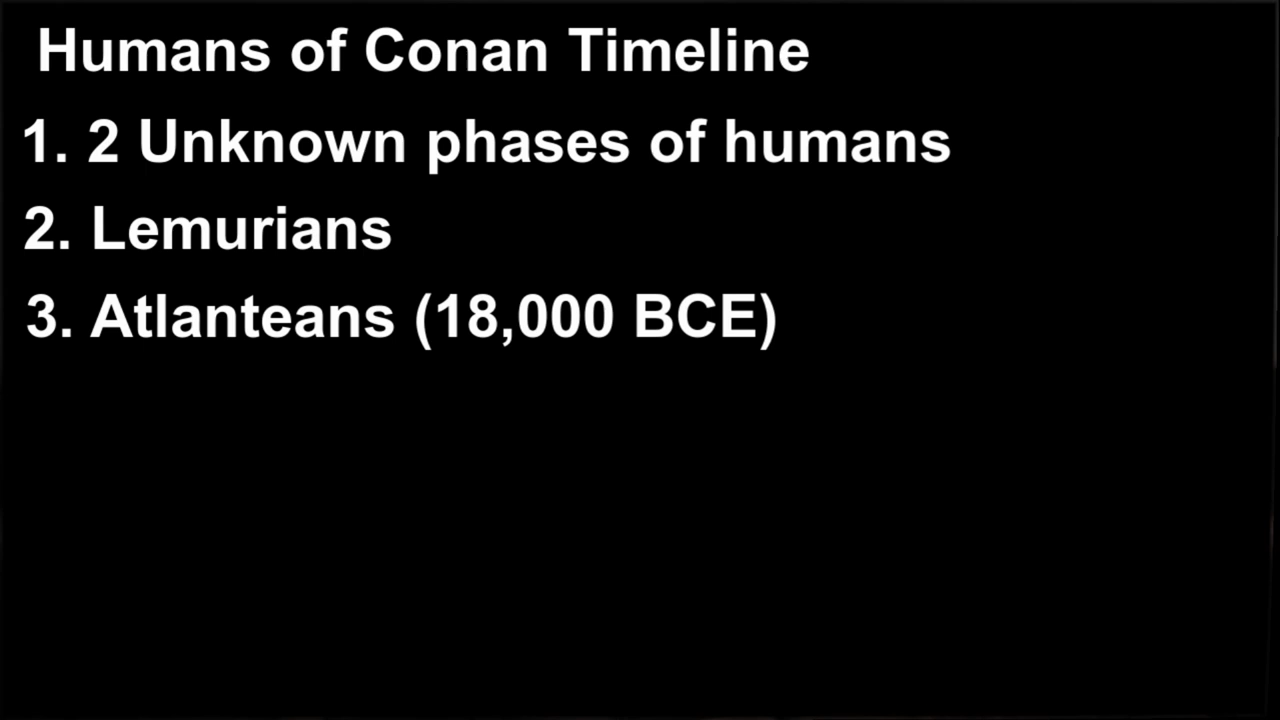 Humans of Conan Timeline
1. 2 Unknown phases of humans
2. Lemurians
3. Atlanteans (18,000 BCE)